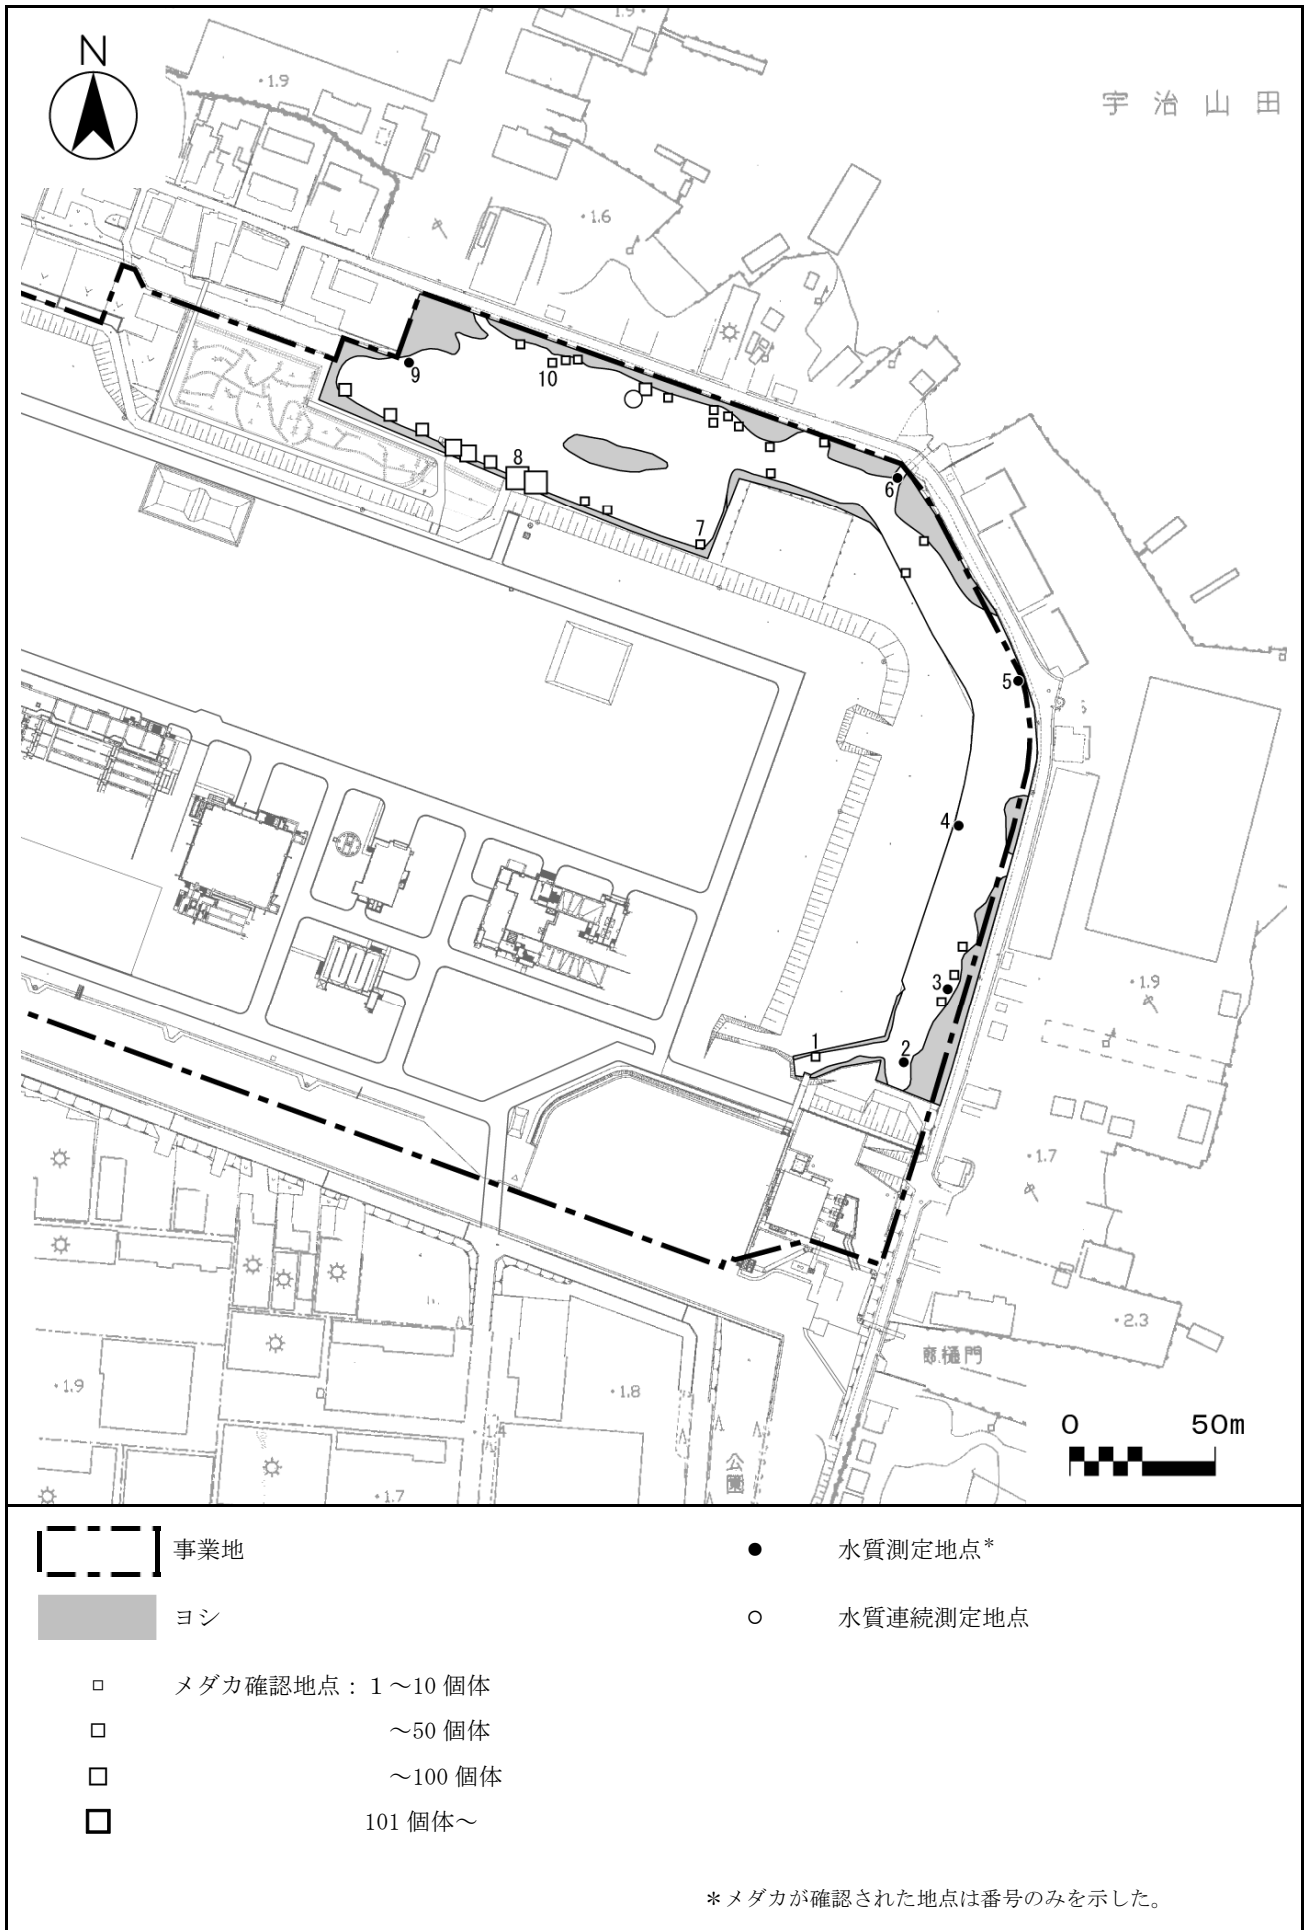 N
1.9
1.9
宇治山田
1.6
9
10
8
6
7
5
4
3
1.9
1
2
1.7
2.3
樋門
1.9
1.8
0 50m
公園
1.7
事業地
● 水質測定地点*
ヨシ
○ 水質連続測定地点
□ メダカ確認地点：１～10 個体
□ ～50 個体
□ ～100 個体
□ 101 個体～
＊メダカが確認された地点は番号のみを示した。